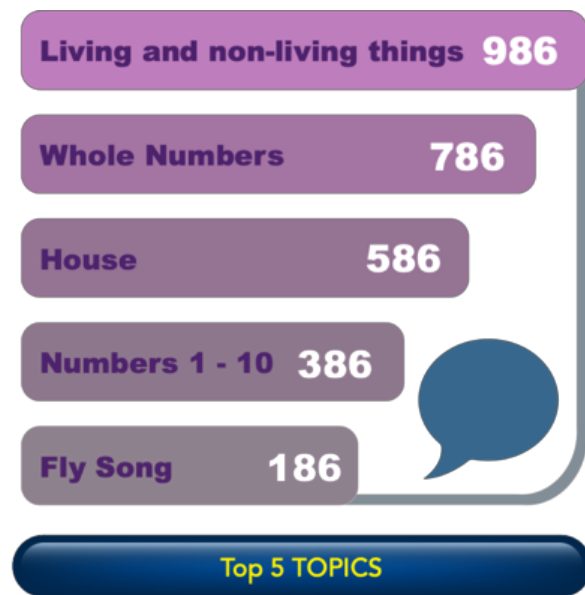 Living and non-living things 986
Whole Numbers 786
House 586
Numbers 1 - 10 386
Fly Song 186
Top 5 TOPICS